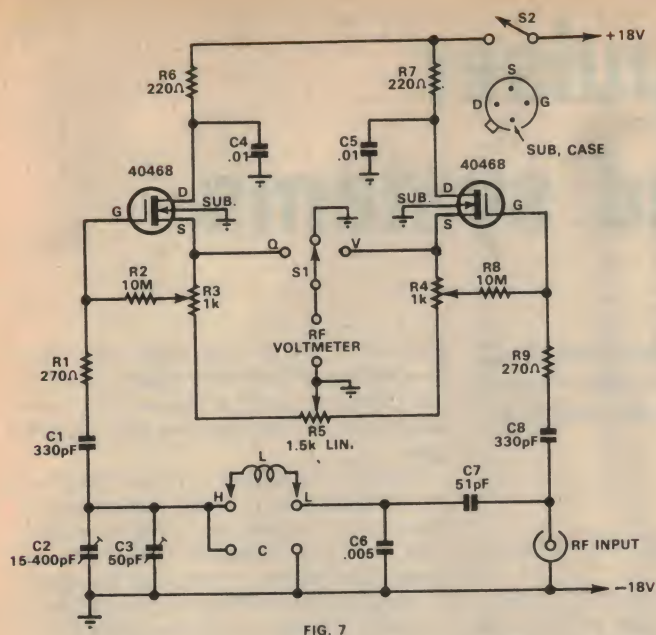 S2
+18V
R6
220Ω
R7
220Ω
S
D
G
SUB, CASE
C4
.01
C5
.01
40468
40468
D
SUB.
G
S
D
SUB.
G
S
Q
V
S1
R2
10M
R3
1k
R4
1k
R8
10M
RF
VOLTMETER
R1
270Ω
R9
270Ω
R5
1.5k LIN.
C1
330pF
C8
330pF
L
H
L
C7
51pF
C2
15-400pF
C3
50pF
C
C6
.005
RF INPUT
−18V
FIG. 7